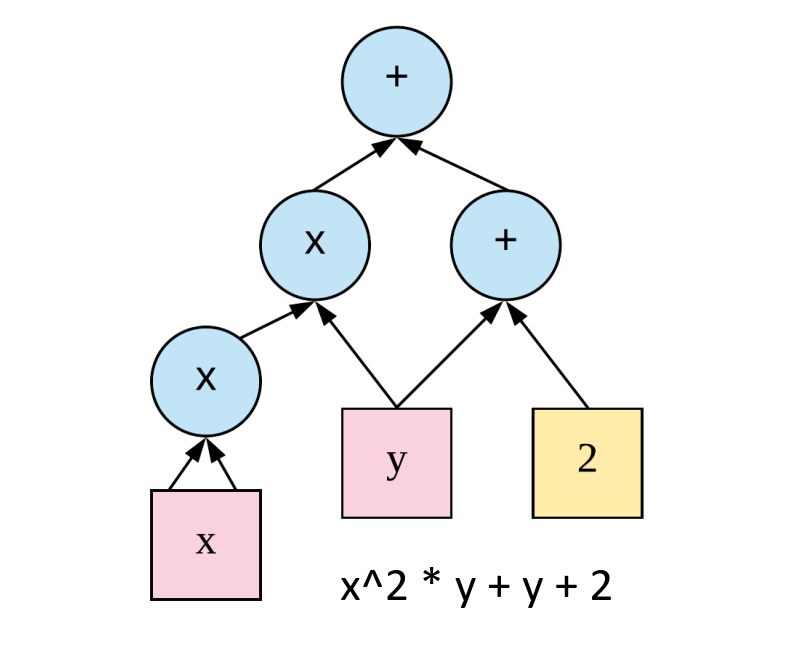 +
x
+
x
y
2
x
x^2 * y + y + 2